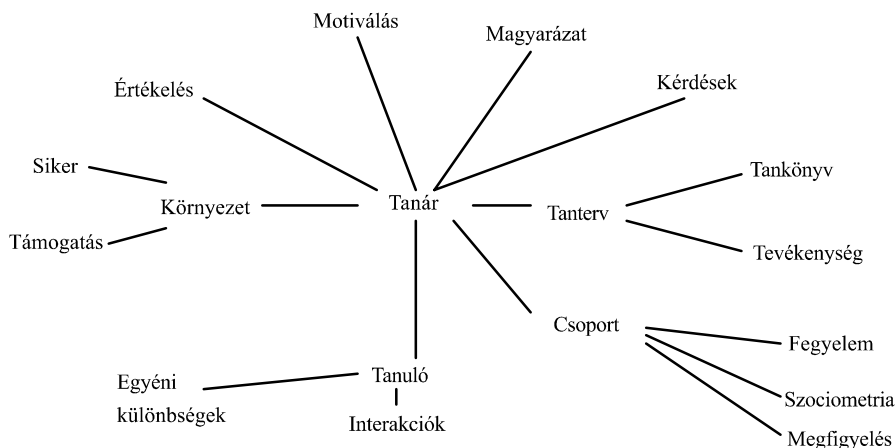 Motiválás
Magyarázat
Értékelés
Kérdések
Siker
Tankönyv
Környezet
Tanár
Tanterv
Támogatás
Tevékenység
Csoport
Fegyelem
Egyéni
különbségek
Tanuló
Interakciók
Szociometria
Megfigyelés